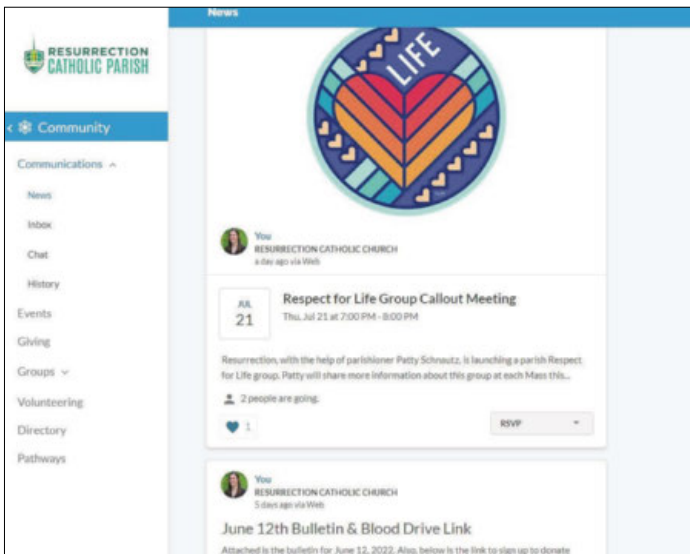 News
RESURRECTION
CATHOLIC PARISH
Community
Communications
News
Inbox
Chat
History
Events
Giving
Groups
Volunteering
Directory
Pathways
LIFE
You
RESURRECTION CATHOLIC CHURCH
a day ago via Web
JUL
21
Respect for Life Group Callout Meeting
Thu, Jul 21 at 7:00 PM - 8:00 PM
Resurrection, with the help of parishioner Patty Schnautz, is launching a parish Respect
for Life group. Patty will share more information about this group at each Mass this...
2 people are going.
1
RSVP
You
RESURRECTION CATHOLIC CHURCH
5 days ago via Web
June 12th Bulletin & Blood Drive Link
Attached is the bulletin for June 12, 2022. Also, below is the link to sign up to donate